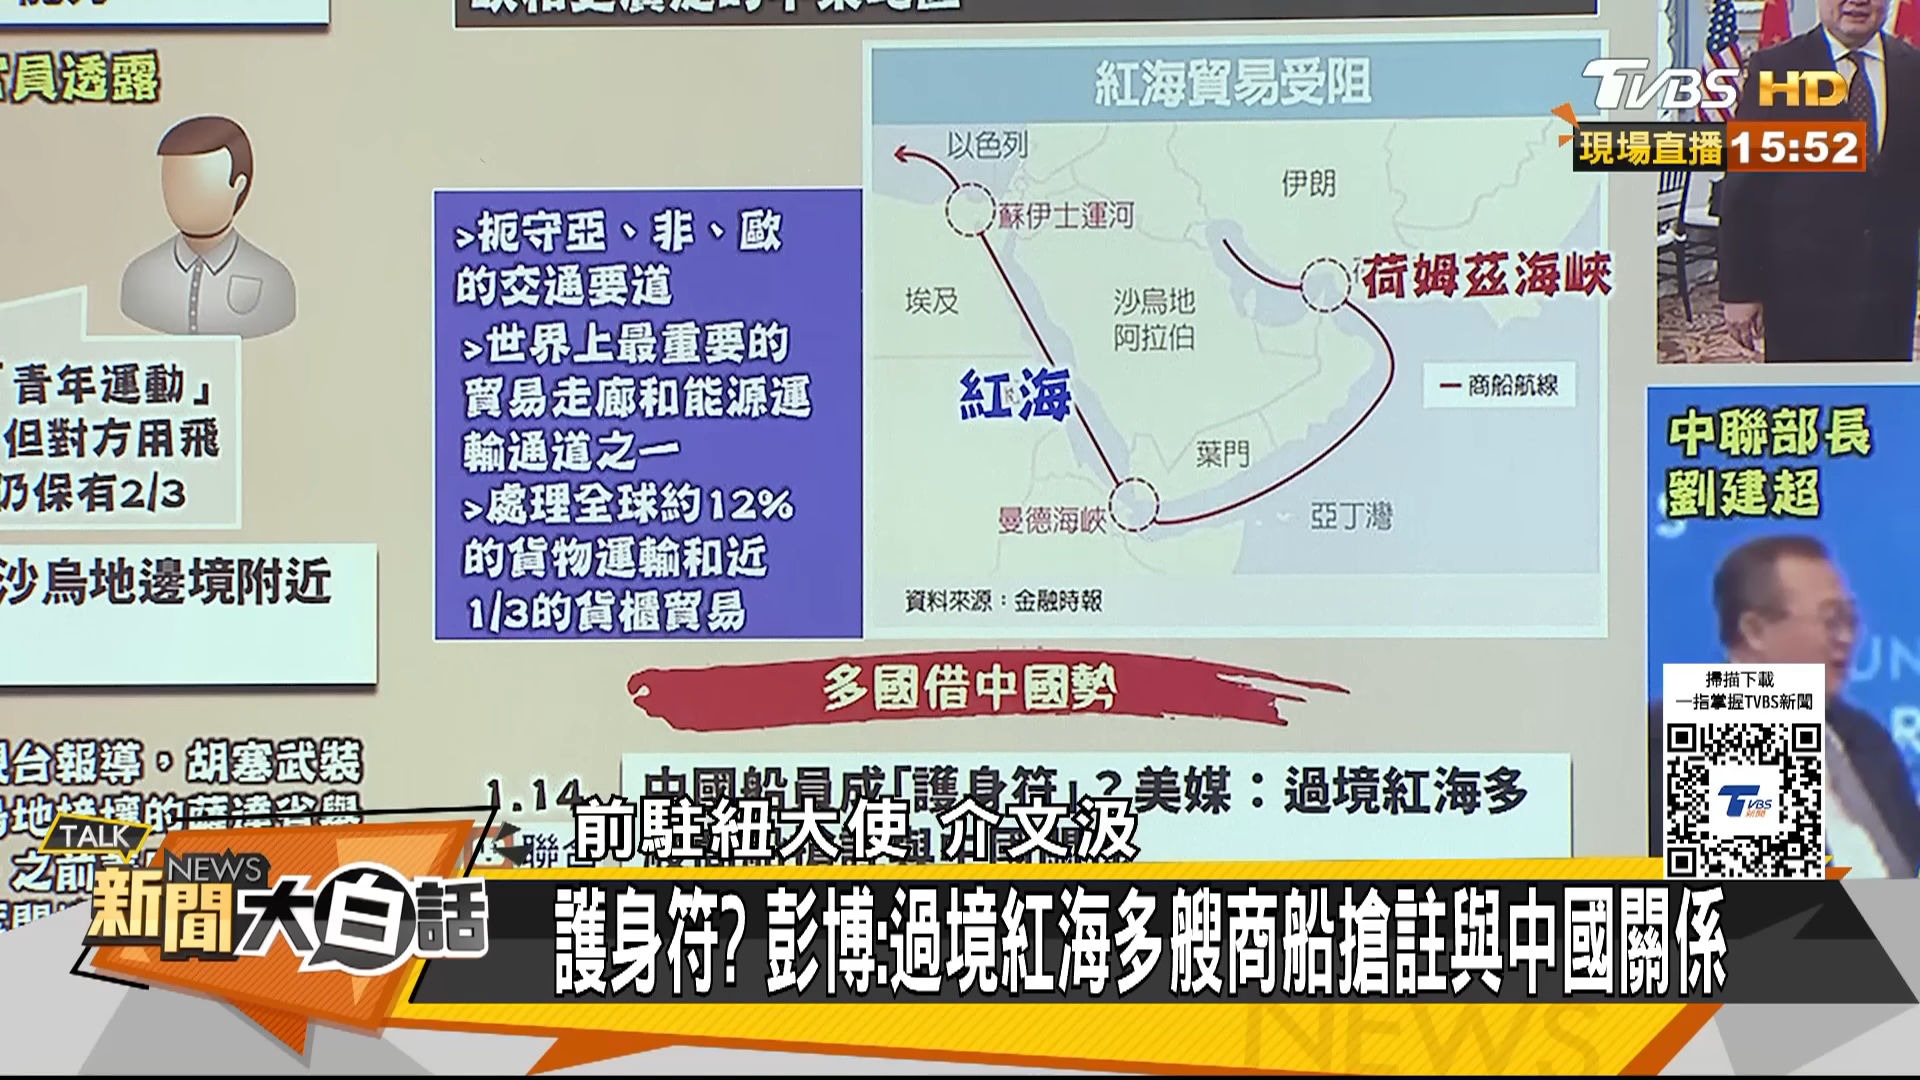 官員透露
「青年運動」
但對方用飛
仍保有2/3
沙烏地邊境附近
台報導，胡塞武裝
之前
>扼守亞、非、歐
的交通要道
>世界上最重要的
貿易走廊和能源運
輸通道之一
>處理全球約12%
的貨物運輸和近
1/3的貨櫃貿易
紅海貿易受阻
以色列
伊朗
蘇伊士運河
荷姆茲海峽
埃及
沙烏地
阿拉伯
紅海
商船航線
葉門
曼德海峽
亞丁灣
資料來源：金融時報
多國借中國勢
1.14
中國船員成「護身符」？美媒：過境紅海多
TVBS HD
現場直播 15:52
中聯部長
劉建超
UN
R
掃描下載
一指掌握TVBS新聞
TVBS
新聞
前駐紐大使 介文汲
TALK
NEWS
新聞大白話
護身符? 彭博:過境紅海多艘商船搶註與中國關係
NEWS